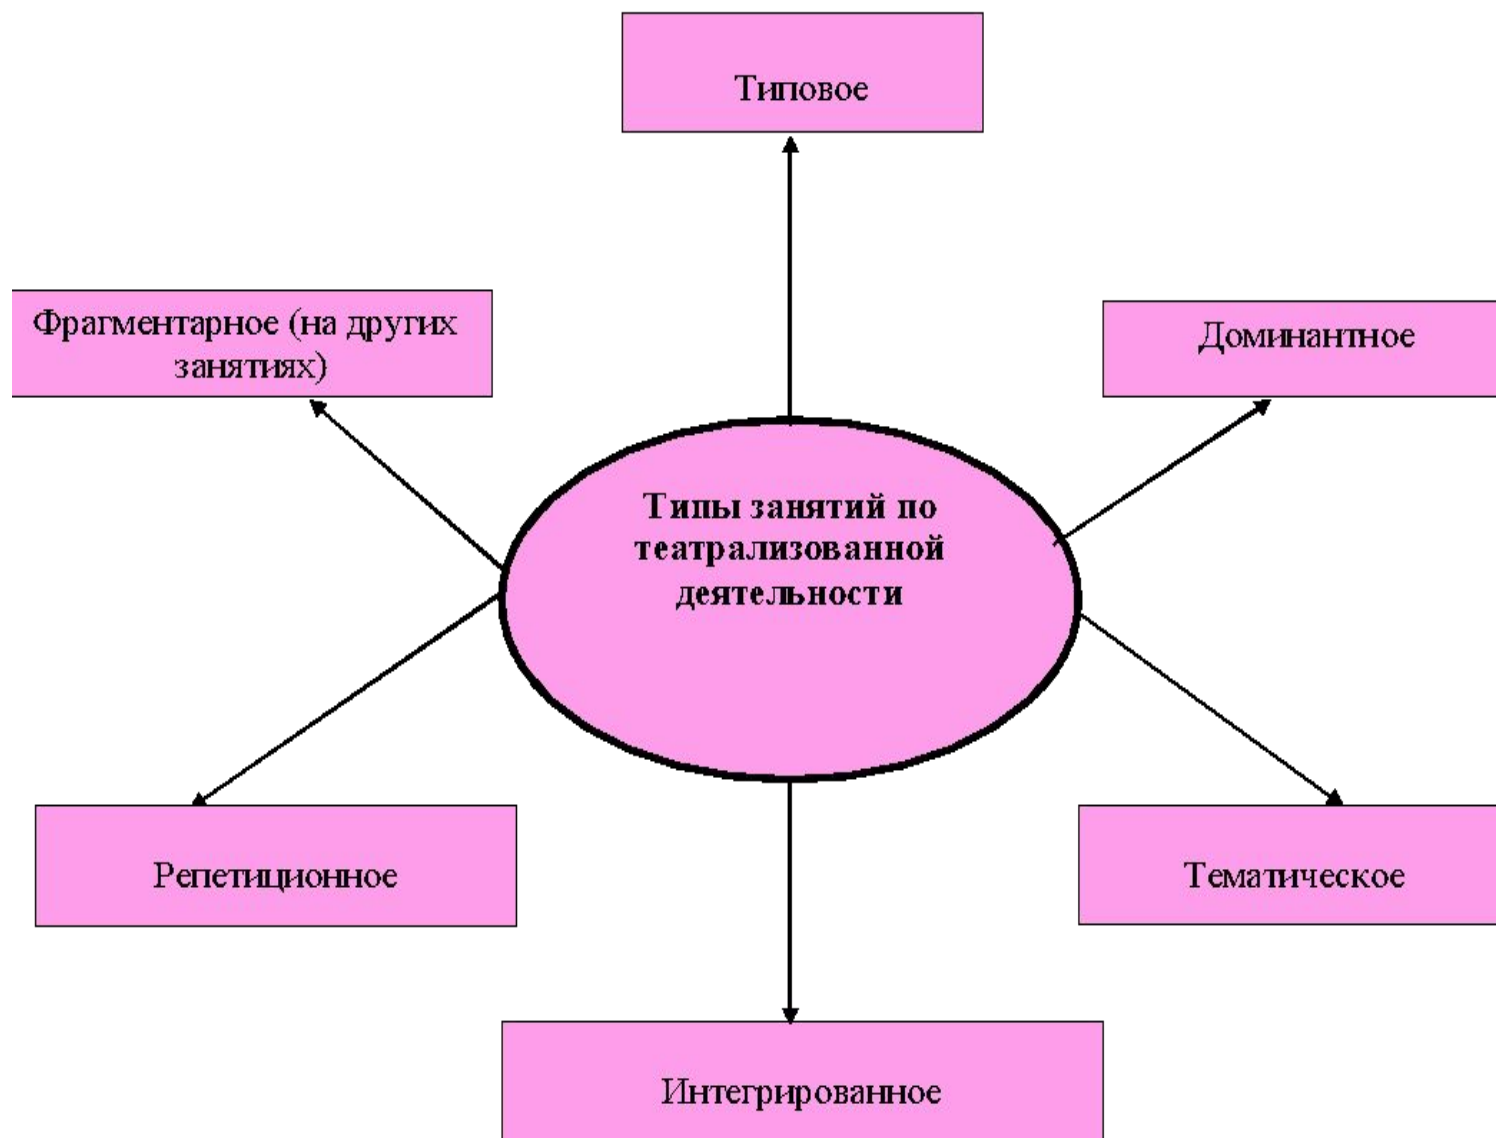 Типовое
Фрагментарное (на других
занятиях)
Доминантное
Типы занятий по
театрализованной
деятельности
Репетиционное
Тематическое
Интегрированное